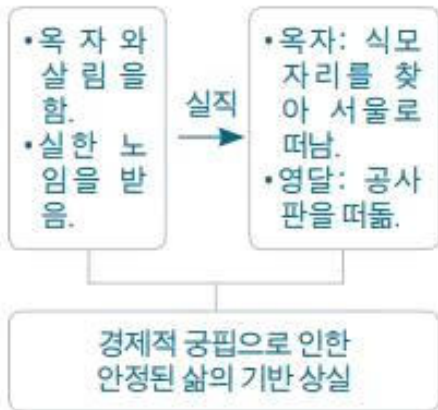 •옥자와
살림을
함.
•실한 노
임을 받
음.
실직
•옥자: 식모
자리를 찾
아 서울로
떠남.
•영달: 공사
판을 떠돎.
경제적 궁핍으로 인한
안정된 삶의 기반 상실